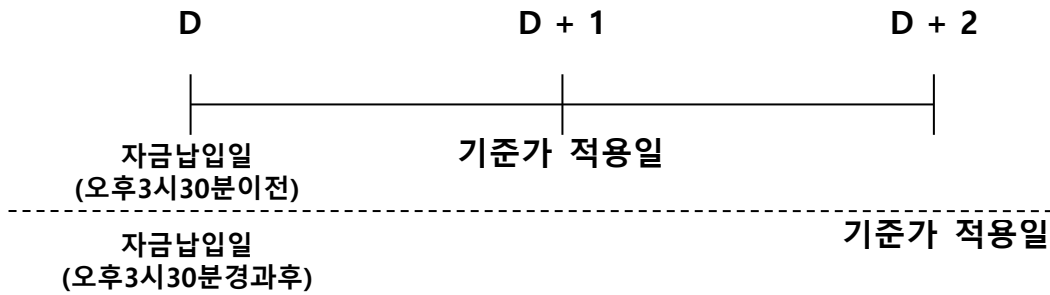 D
D + 1
D + 2
자금납입일
(오후3시30분이전)
기준가 적용일
자금납입일
(오후3시30분경과후)
기준가 적용일